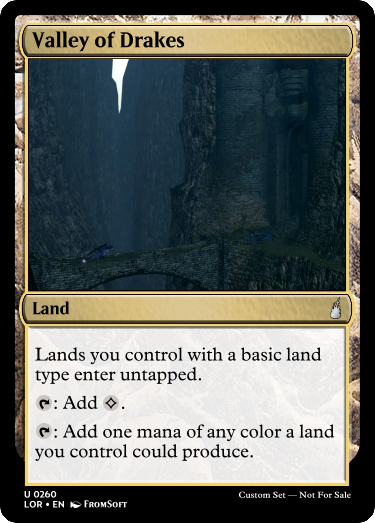 Valley of Drakes
Land
Lands you control with a basic land
type enter untapped.
: Add .
: Add one mana of any color a land
you control could produce.
U 0260
LOR • EN FROMSOFT
Custom Set — Not For Sale